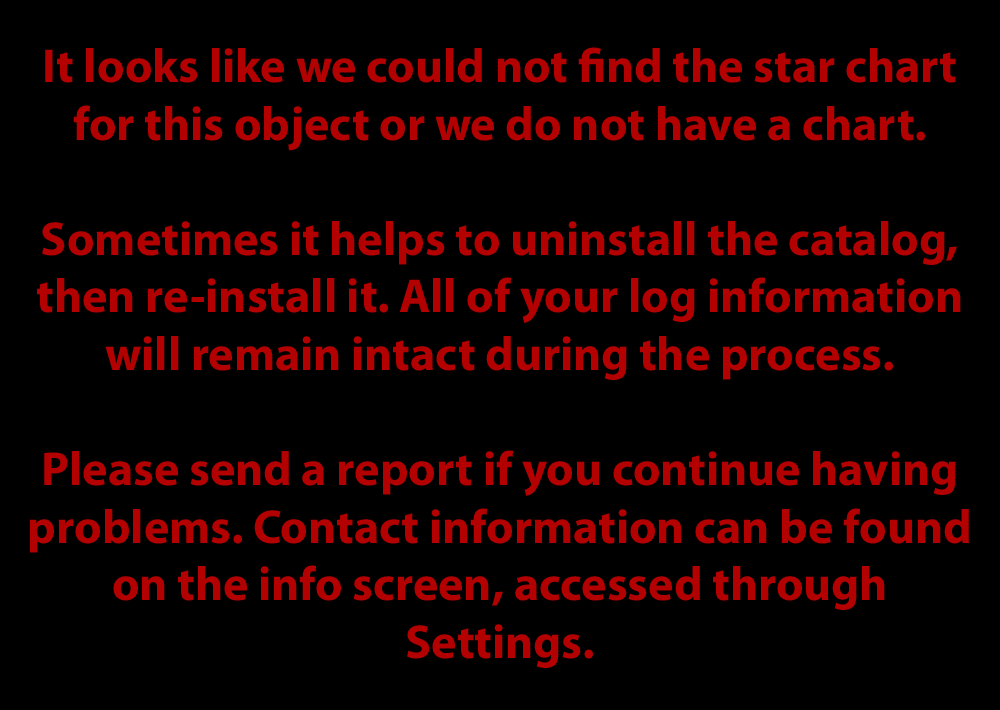 It looks like we could not find the star chart
for this object or we do not have a chart.
Sometimes it helps to uninstall the catalog,
then re-install it. All of your log information
will remain intact during the process.
Please send a report if you continue having
problems. Contact information can be found
on the info screen, accessed through
Settings.